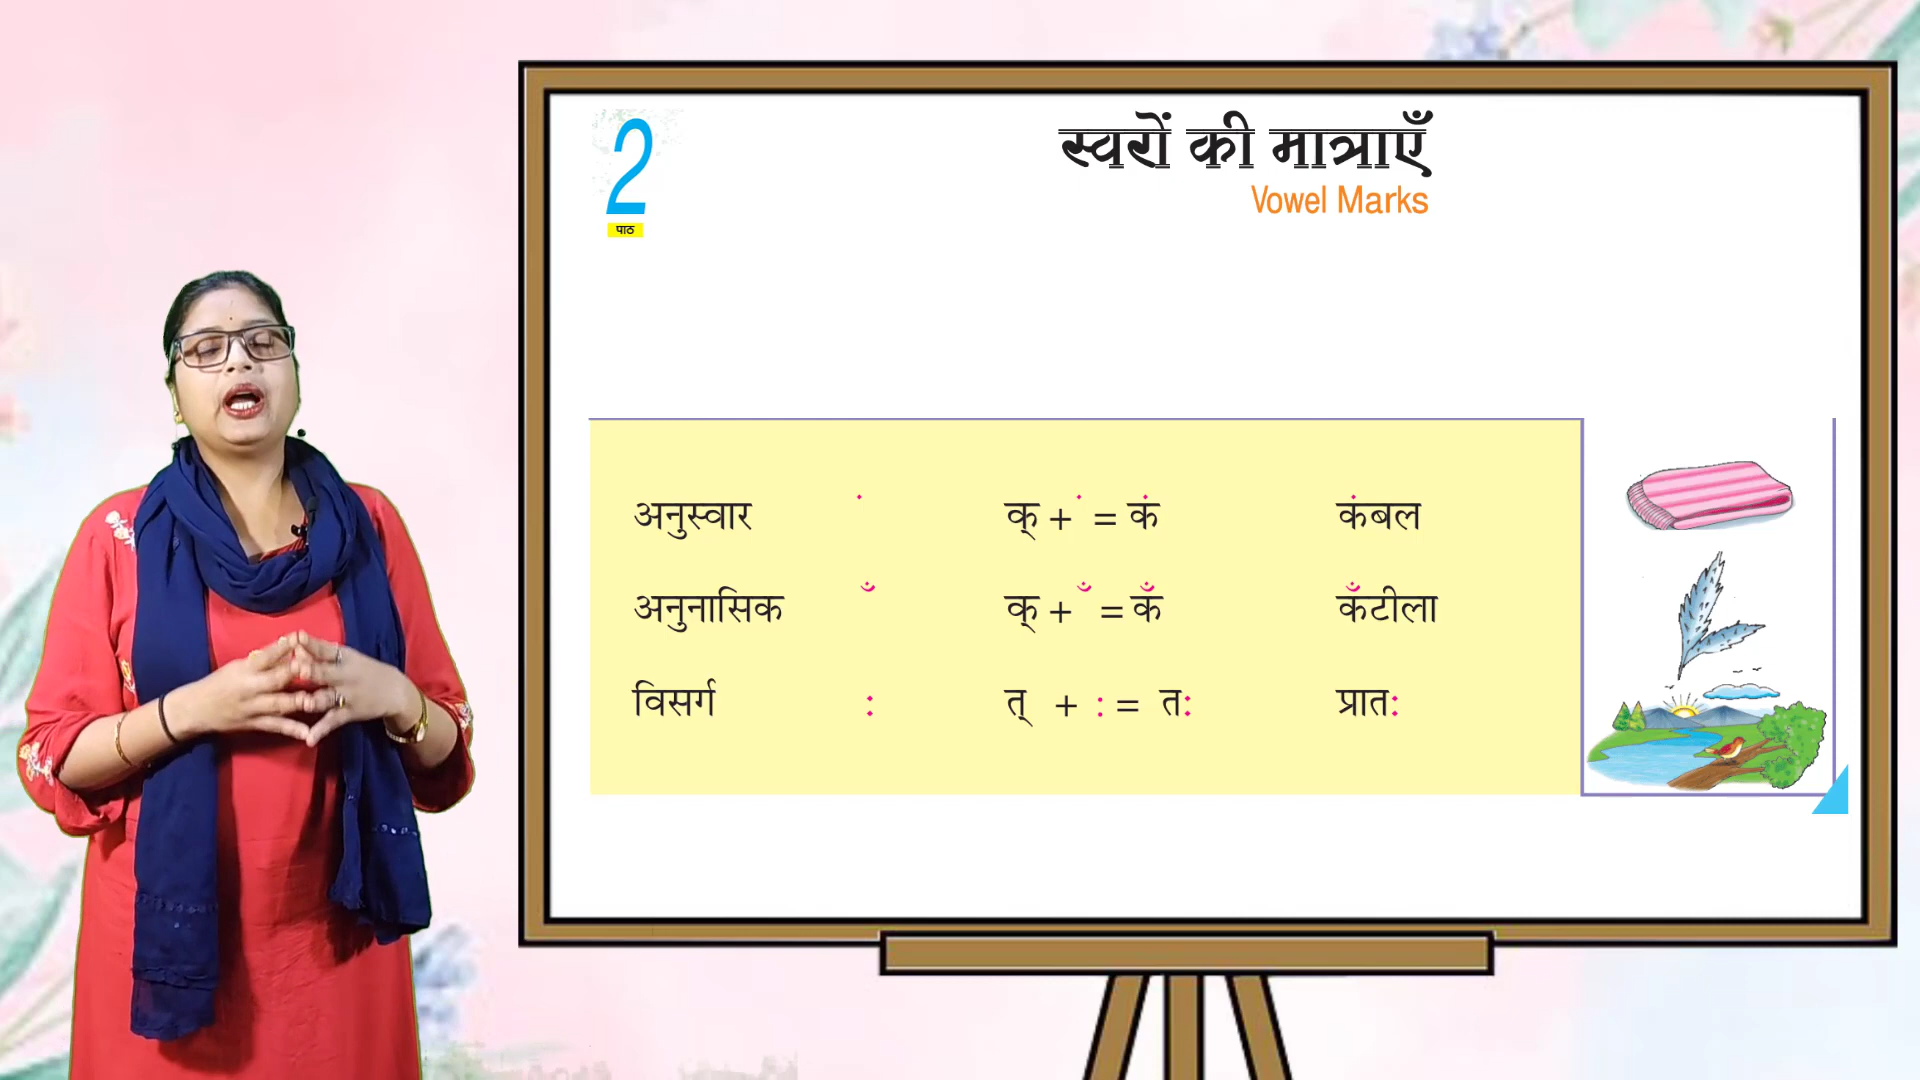 2
पाठ
स्वरों की मात्राएँ
Vowel Marks
अनुस्वार ं क् + ं = कं कंबल
अनुनासिक ँ क् + ँ = कँ कँटीला
विसर्ग : त् + : = त: प्रात: